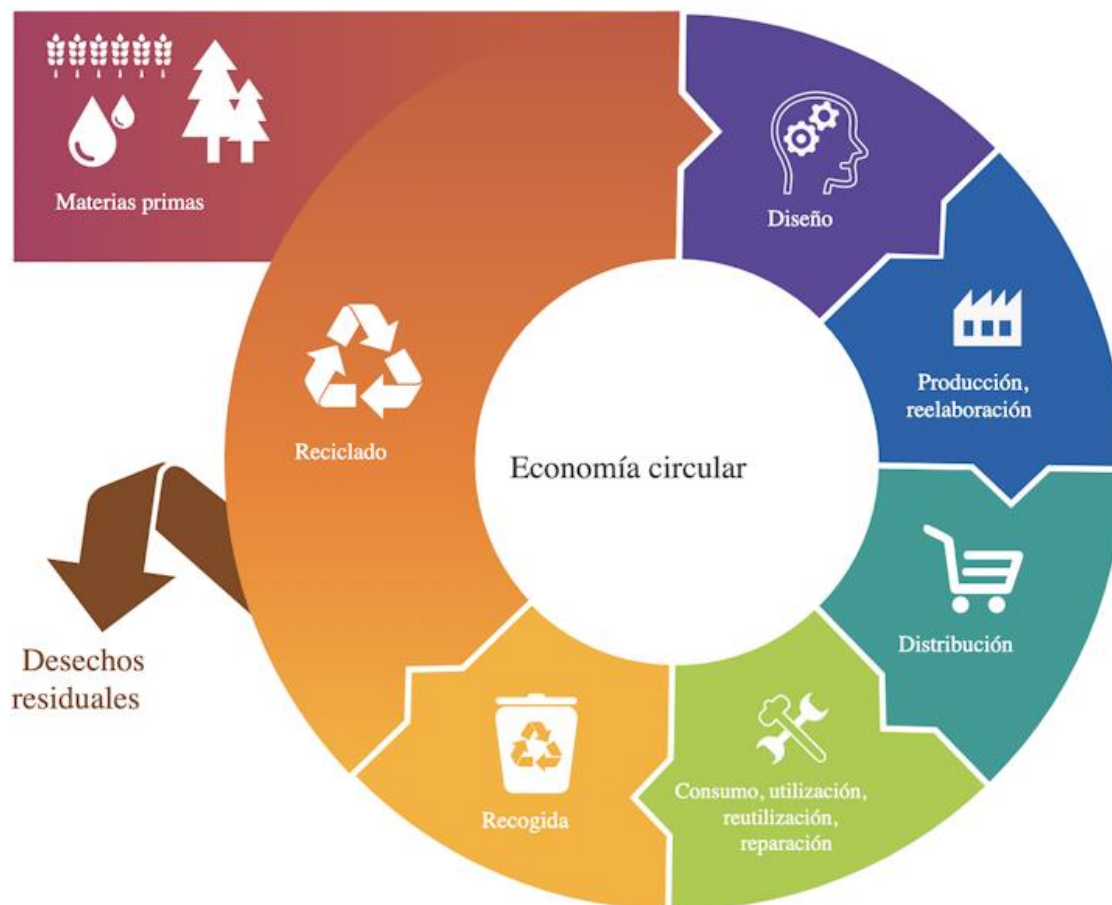 Materias primas
Diseño
Producción,
reelaboración
Reciclado
Economía circular
Distribución
Desechos
residuales
Consumo, utilización,
reutilización,
reparación
Recogida